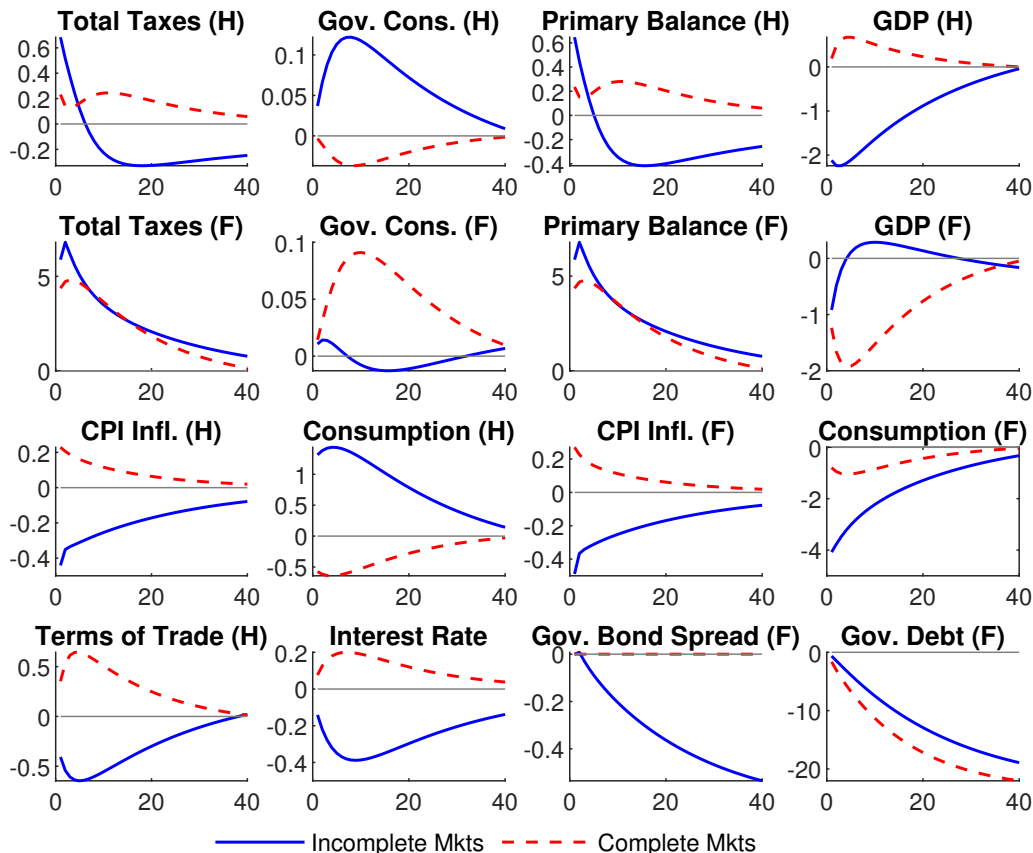 Total Taxes (H)
Gov. Cons. (H)
Primary Balance (H)
GDP (H)
0.6
0.4
0.2
0
-0.2
0 20 40
0.1
0.05
0
0 20 40
0.6
0.4
0.2
0
-0.2
-0.4
0 20 40
0
-1
-2
0 20 40
Total Taxes (F)
Gov. Cons. (F)
Primary Balance (F)
GDP (F)
5
0
0 20 40
0.1
0.05
0
0 20 40
5
0
0 20 40
0
-1
-2
0 20 40
CPI Infl. (H)
Consumption (H)
CPI Infl. (F)
Consumption (F)
0.2
0
-0.2
-0.4
0 20 40
1
0.5
0
-0.5
0 20 40
0.2
0
-0.2
-0.4
0 20 40
0
-2
-4
0 20 40
Terms of Trade (H)
Interest Rate
Gov. Bond Spread (F)
Gov. Debt (F)
0.5
0
-0.5
0 20 40
0.2
0
-0.2
-0.4
0 20 40
0
-0.2
-0.4
0 20 40
0
-10
-20
0 20 40
Incomplete Mkts
Complete Mkts